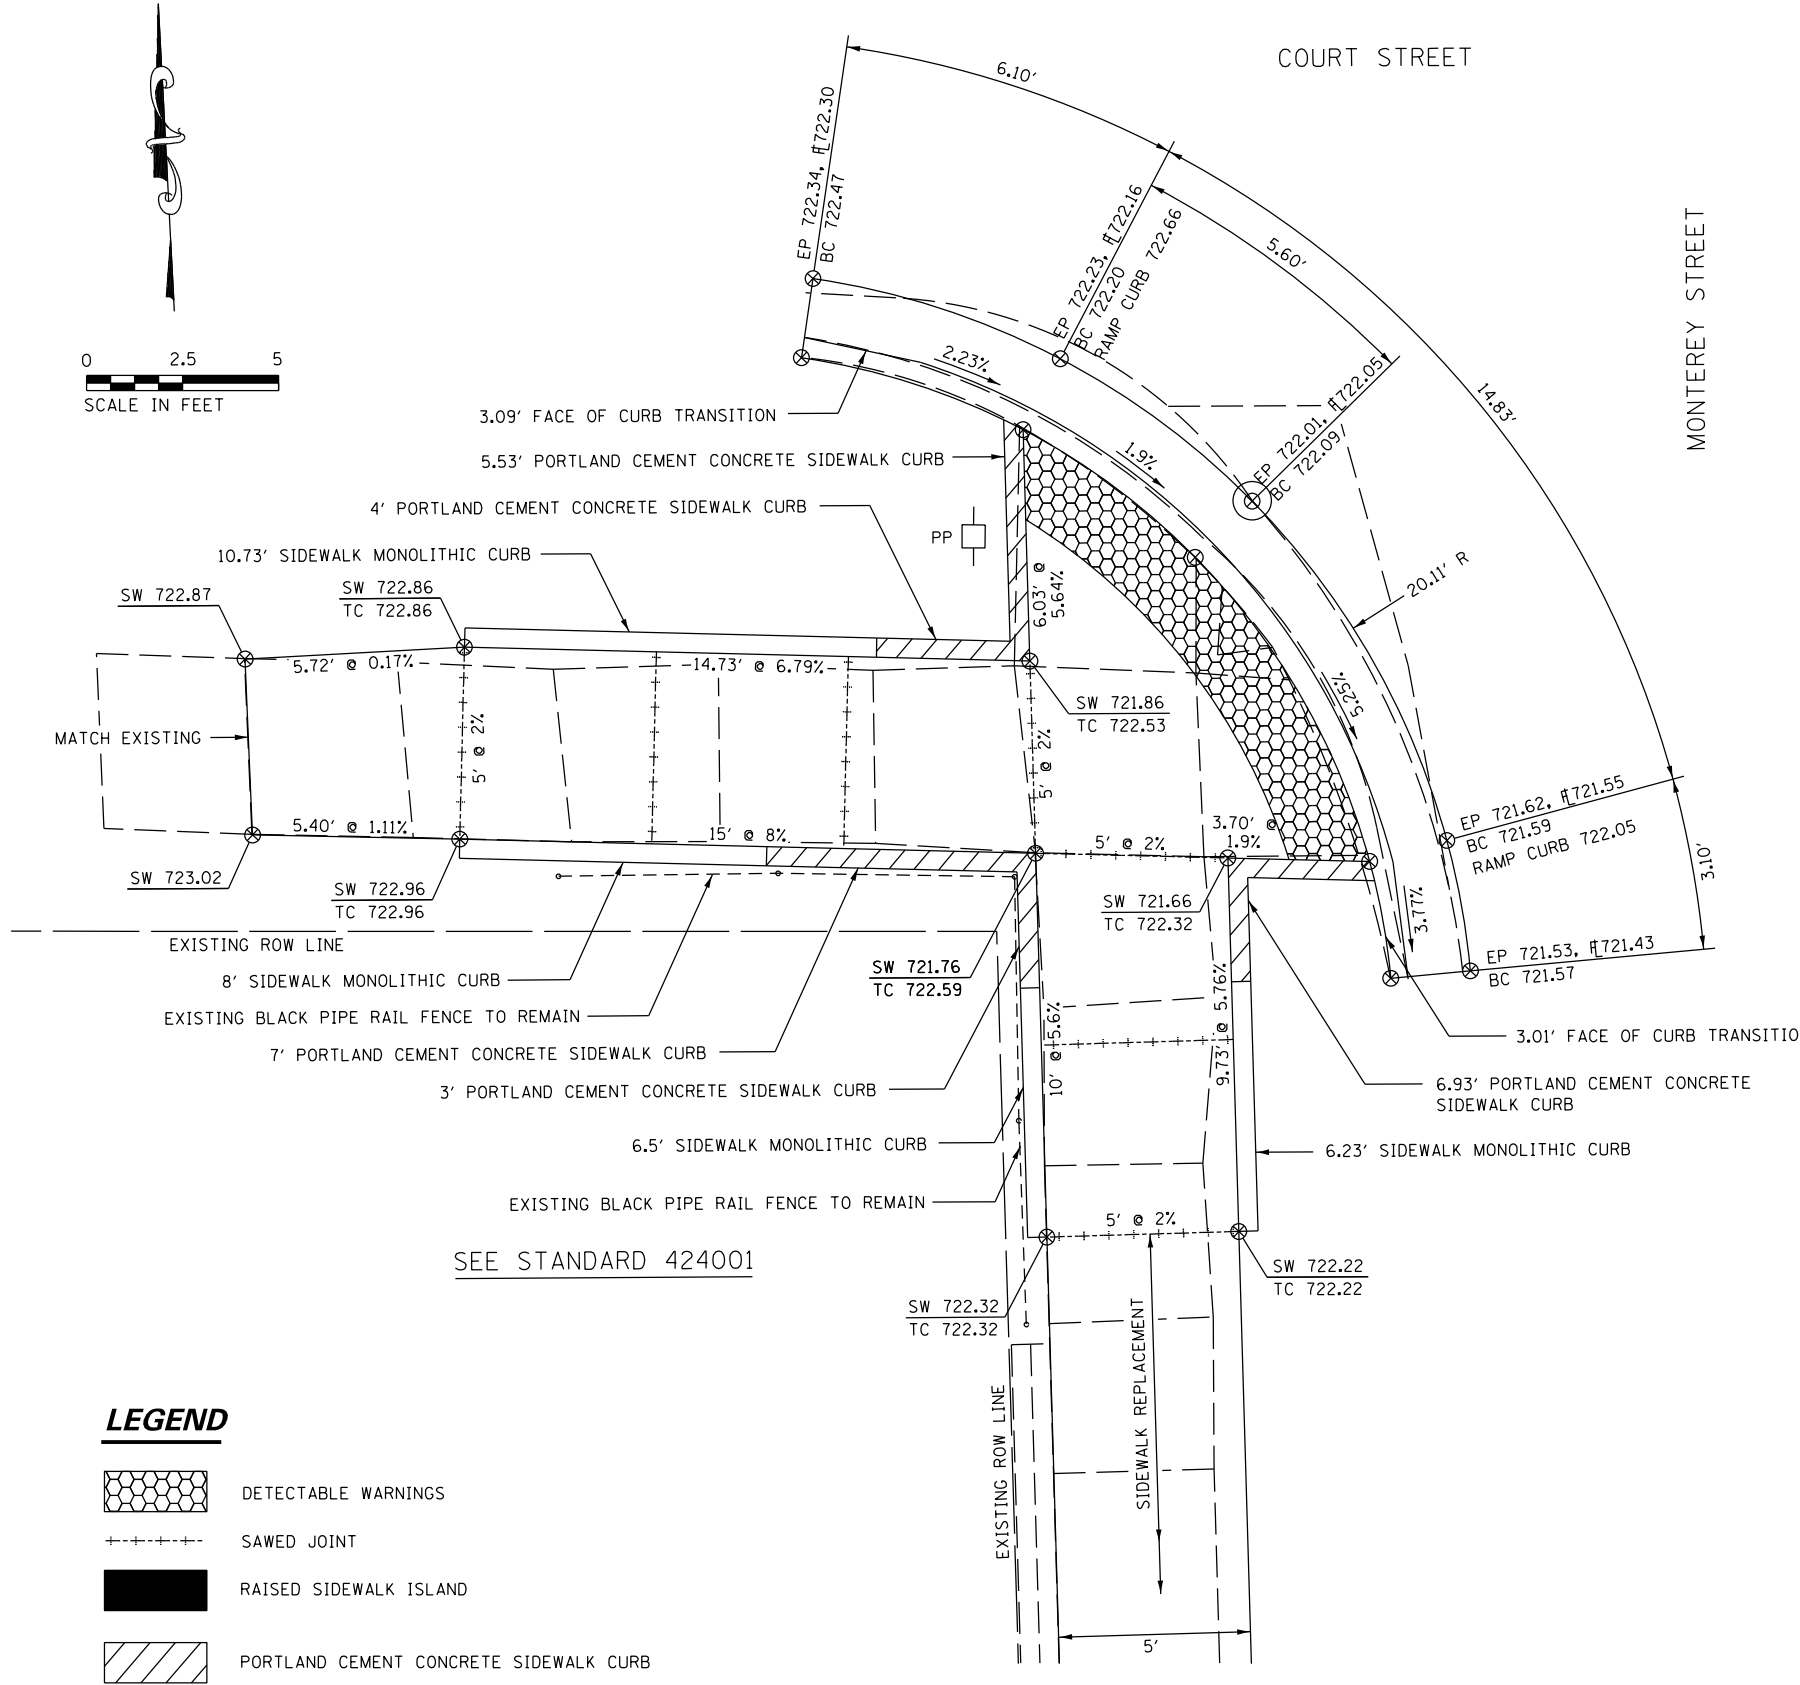 COURT STREET
MONTEREY STREET
6.10'
EP 722.34, FL 722.30
BC 722.47
EP 722.23, FL 722.16
BC 722.20
RAMP CURB 722.66
5.60'
14.83'
EP 722.01, FL 722.05
BC 722.09
0 2.5 5
SCALE IN FEET
2.23%
1.9%
3.09' FACE OF CURB TRANSITION
5.53' PORTLAND CEMENT CONCRETE SIDEWALK CURB
4' PORTLAND CEMENT CONCRETE SIDEWALK CURB
PP
10.73' SIDEWALK MONOLITHIC CURB
SW 722.87
SW 722.86
TC 722.86
6.03' @
5.64%
20.11' R
5.72' @ 0.17%
14.73' @ 6.79%
SW 721.86
TC 722.53
5.25%
MATCH EXISTING
5' @ 2%
5' @ 2%
5.40' @ 1.11%
15' @ 8%
5' @ 2%
3.70' @
1.9%
EP 721.62, FL 721.55
BC 721.59
RAMP CURB 722.05
3.10'
SW 723.02
SW 722.96
TC 722.96
SW 721.66
TC 722.32
3.77%
EXISTING ROW LINE
EP 721.53, FL 721.43
BC 721.57
8' SIDEWALK MONOLITHIC CURB
SW 721.76
TC 722.59
EXISTING BLACK PIPE RAIL FENCE TO REMAIN
10' @ 5.6%
9.73' @ 5.76%
3.01' FACE OF CURB TRANSITIO
7' PORTLAND CEMENT CONCRETE SIDEWALK CURB
3' PORTLAND CEMENT CONCRETE SIDEWALK CURB
6.93' PORTLAND CEMENT CONCRETE
SIDEWALK CURB
6.5' SIDEWALK MONOLITHIC CURB
6.23' SIDEWALK MONOLITHIC CURB
EXISTING BLACK PIPE RAIL FENCE TO REMAIN
5' @ 2%
SEE STANDARD 424001
SW 722.22
TC 722.22
SW 722.32
TC 722.32
SIDEWALK REPLACEMENT
EXISTING ROW LINE
5'
LEGEND
DETECTABLE WARNINGS
SAWED JOINT
RAISED SIDEWALK ISLAND
PORTLAND CEMENT CONCRETE SIDEWALK CURB